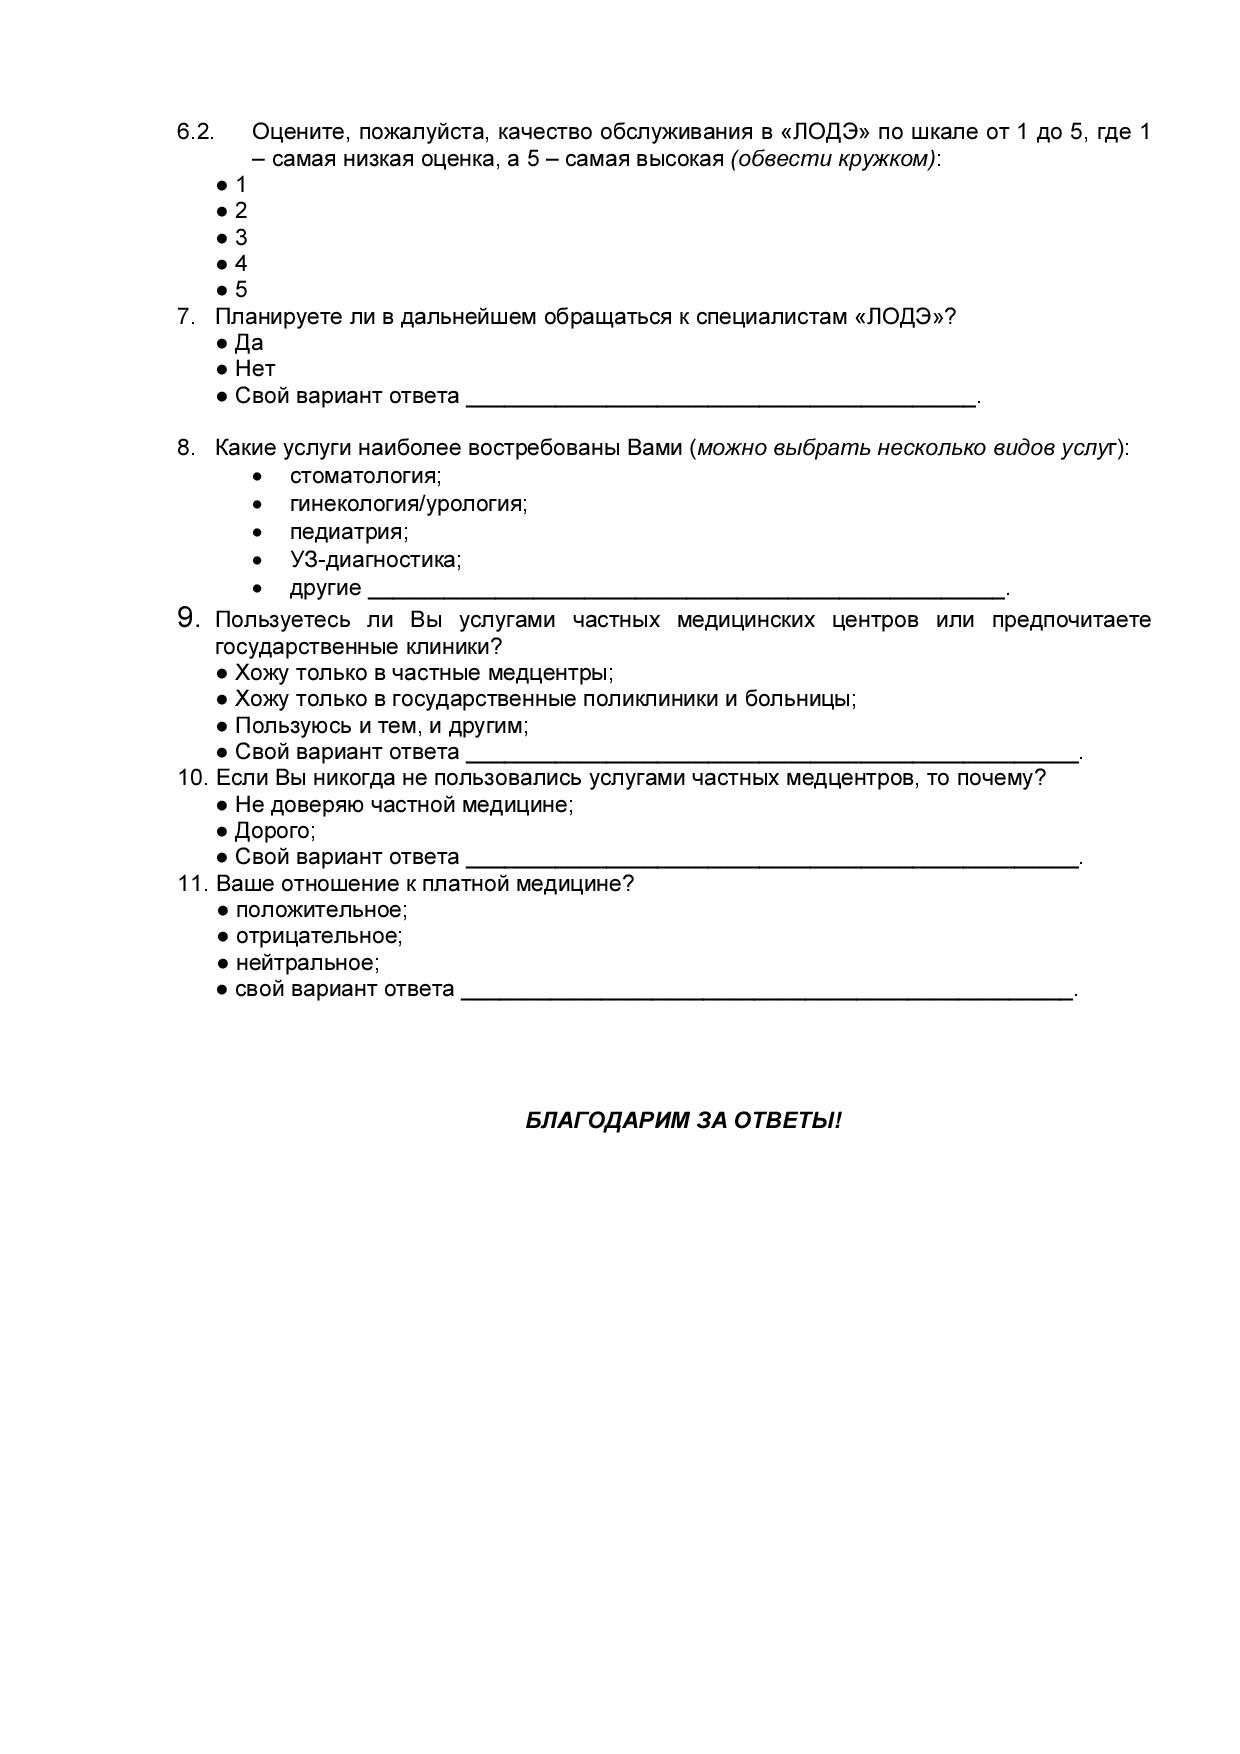 6.2. Оцените, пожалуйста, качество обслуживания в «ЛОДЭ» по шкале от 1 до 5, где 1
– самая низкая оценка, а 5 – самая высокая (обвести кружком):
● 1
● 2
● 3
● 4
● 5
7. Планируете ли в дальнейшем обращаться к специалистам «ЛОДЭ»?
● Да
● Нет
● Свой вариант ответа ________________________________________.
8. Какие услуги наиболее востребованы Вами (можно выбрать несколько видов услуг):
• стоматология;
• гинекология/урология;
• педиатрия;
• УЗ-диагностика;
• другие __________________________________________________.
9. Пользуетесь ли Вы услугами частных медицинских центров или предпочитаете
государственные клиники?
● Хожу только в частные медцентры;
● Хожу только в государственные поликлиники и больницы;
● Пользуюсь и тем, и другим;
● Свой вариант ответа ________________________________________________.
10. Если Вы никогда не пользовались услугами частных медцентров, то почему?
● Не доверяю частной медицине;
● Дорого;
● Свой вариант ответа ________________________________________________.
11. Ваше отношение к платной медицине?
● положительное;
● отрицательное;
● нейтральное;
● свой вариант ответа ________________________________________________.
БЛАГОДАРИМ ЗА ОТВЕТЫ!